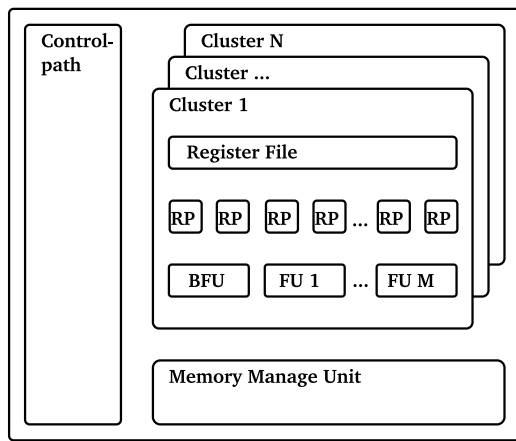 Control-
path
Cluster N
Cluster ...
Cluster 1
Register File
RP RP RP RP ... RP RP
BFU FU 1 ... FU M
Memory Manage Unit